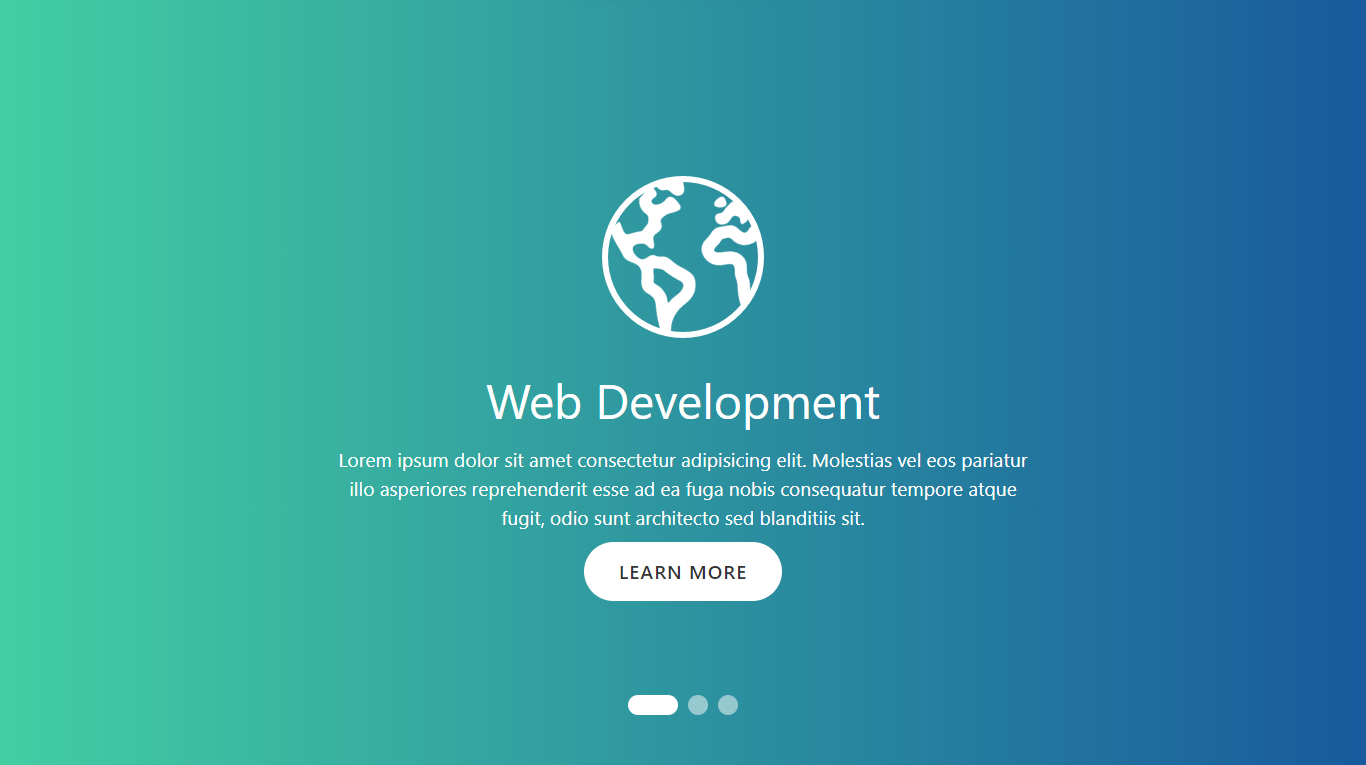 Web Development
Lorem ipsum dolor sit amet consectetur adipisicing elit. Molestias vel eos pariatur
illo asperiores reprehenderit esse ad ea fuga nobis consequatur tempore atque
fugit, odio sunt architecto sed blanditiis sit.
LEARN MORE